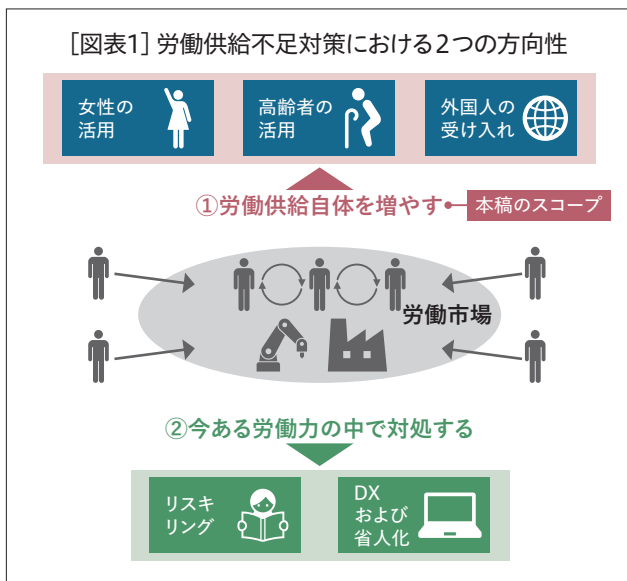 [図表1] 労働供給不足対策における2つの方向性
女性の
活用
高齢者の
活用
外国人の
受け入れ
①労働供給自体を増やす
本稿のスコープ
労働市場
②今ある労働力の中で対処する
リスキ
リング
DX
および
省人化